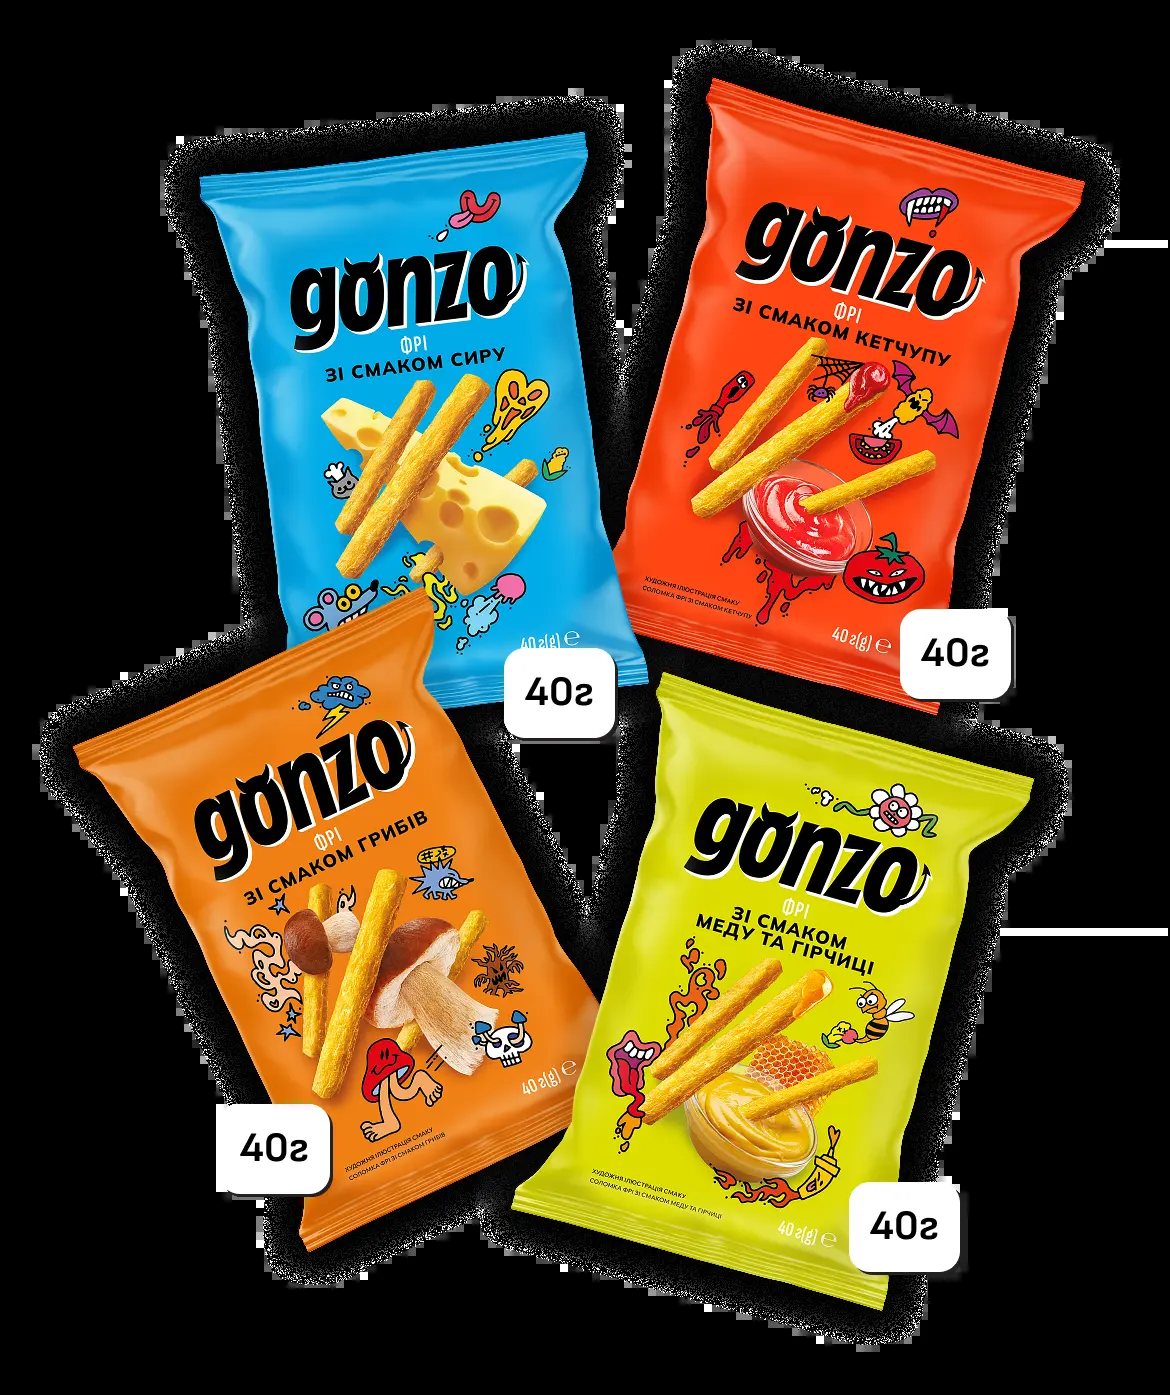 gonzo
ФРІ
ЗІ СМАКОМ СИРУ
40 г(g) ℮
40г
gonzo
ФРІ
ЗІ СМАКОМ КЕТЧУПУ
ХУДОЖНЯ ІЛЮСТРАЦІЯ СМАКУ
СОЛОМКА ФРІ ЗІ СМАКОМ КЕТЧУПУ
40 г(g) ℮
40г
gonzo
ФРІ
ЗІ СМАКОМ ГРИБІВ
40 г(g) ℮
ХУДОЖНЯ ІЛЮСТРАЦІЯ СМАКУ
СОЛОМКА ФРІ ЗІ СМАКОМ ГРИБІВ
40г
gonzo
ФРІ
ЗІ СМАКОМ
МЕДУ ТА ГІРЧИЦІ
ХУДОЖНЯ ІЛЮСТРАЦІЯ СМАКУ
СОЛОМКА ФРІ ЗІ СМАКОМ МЕДУ ТА ГІРЧИЦІ
40 г(g) ℮
40г